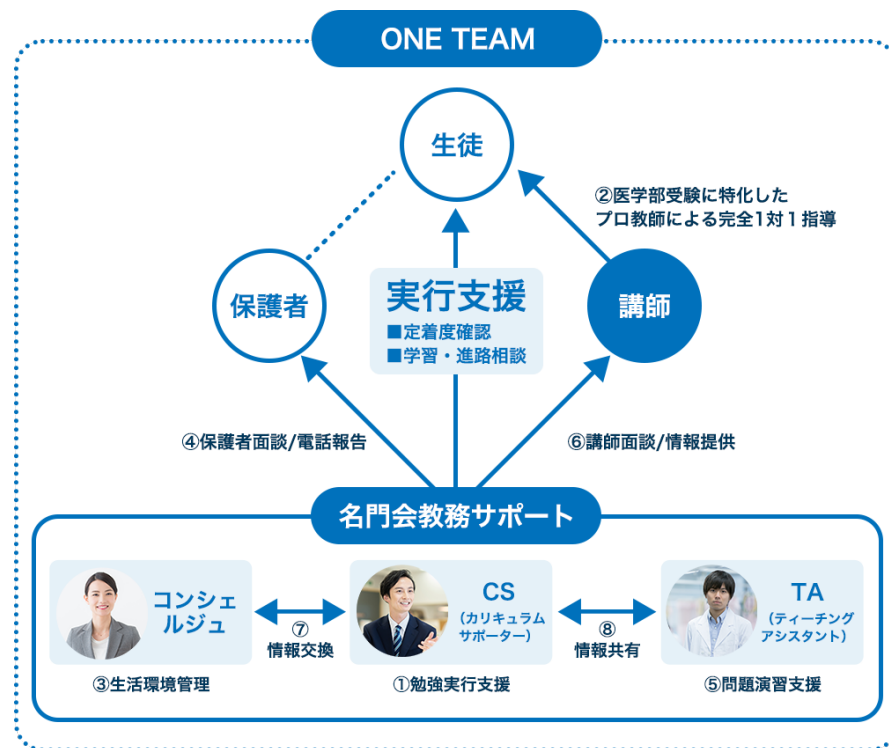 ONE TEAM
生徒
②医学部受験に特化した
プロ教師による完全1対1指導
保護者
実行支援
■定着度確認
■学習・進路相談
講師
④保護者面談/電話報告
⑥講師面談/情報提供
名門会教務サポート
コンシェ
ルジュ
⑦
情報交換
CS
（カリキュラム
サポーター）
⑧
情報共有
TA
（ティーチング
アシスタント）
③生活環境管理
①勉強実行支援
⑤問題演習支援